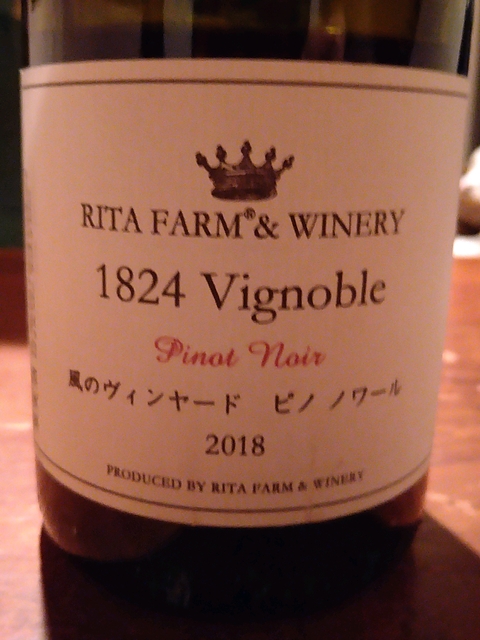 RITA FARM® & WINERY
1824 Vignoble
Pinot Noir
風のヴィンヤード ピノ ノワール
2018
PRODUCED BY RITA FARM & WINERY